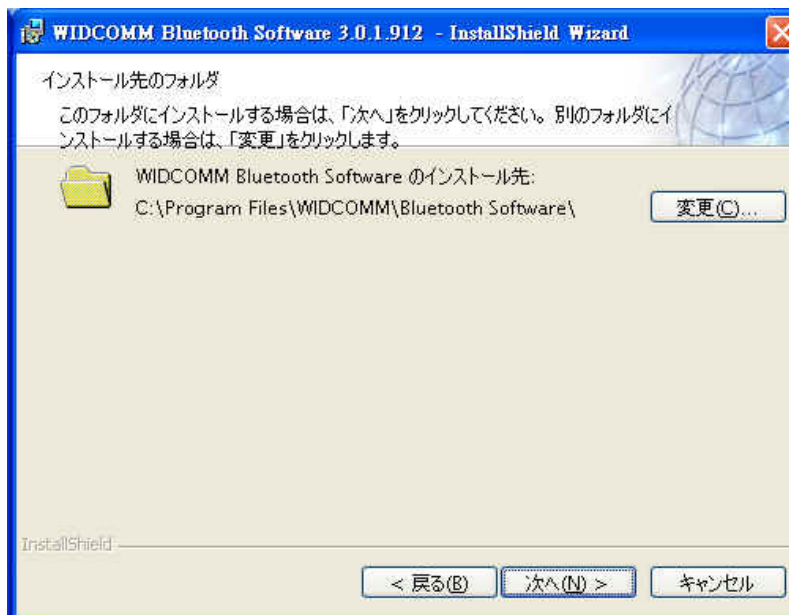 WIDCOMM Bluetooth Software 3.0.1.912 - InstallShield Wizard
インストール先のフォルダ
このフォルダにインストールする場合は、「次へ」をクリックしてください。別のフォルダにイ
ンストールする場合は、「変更」をクリックします。
WIDCOMM Bluetooth Software のインストール先:
C:\Program Files\WIDCOMM\Bluetooth Software\
変更(C)...
InstallShield
< 戻る(B)
次へ(N) >
キャンセル